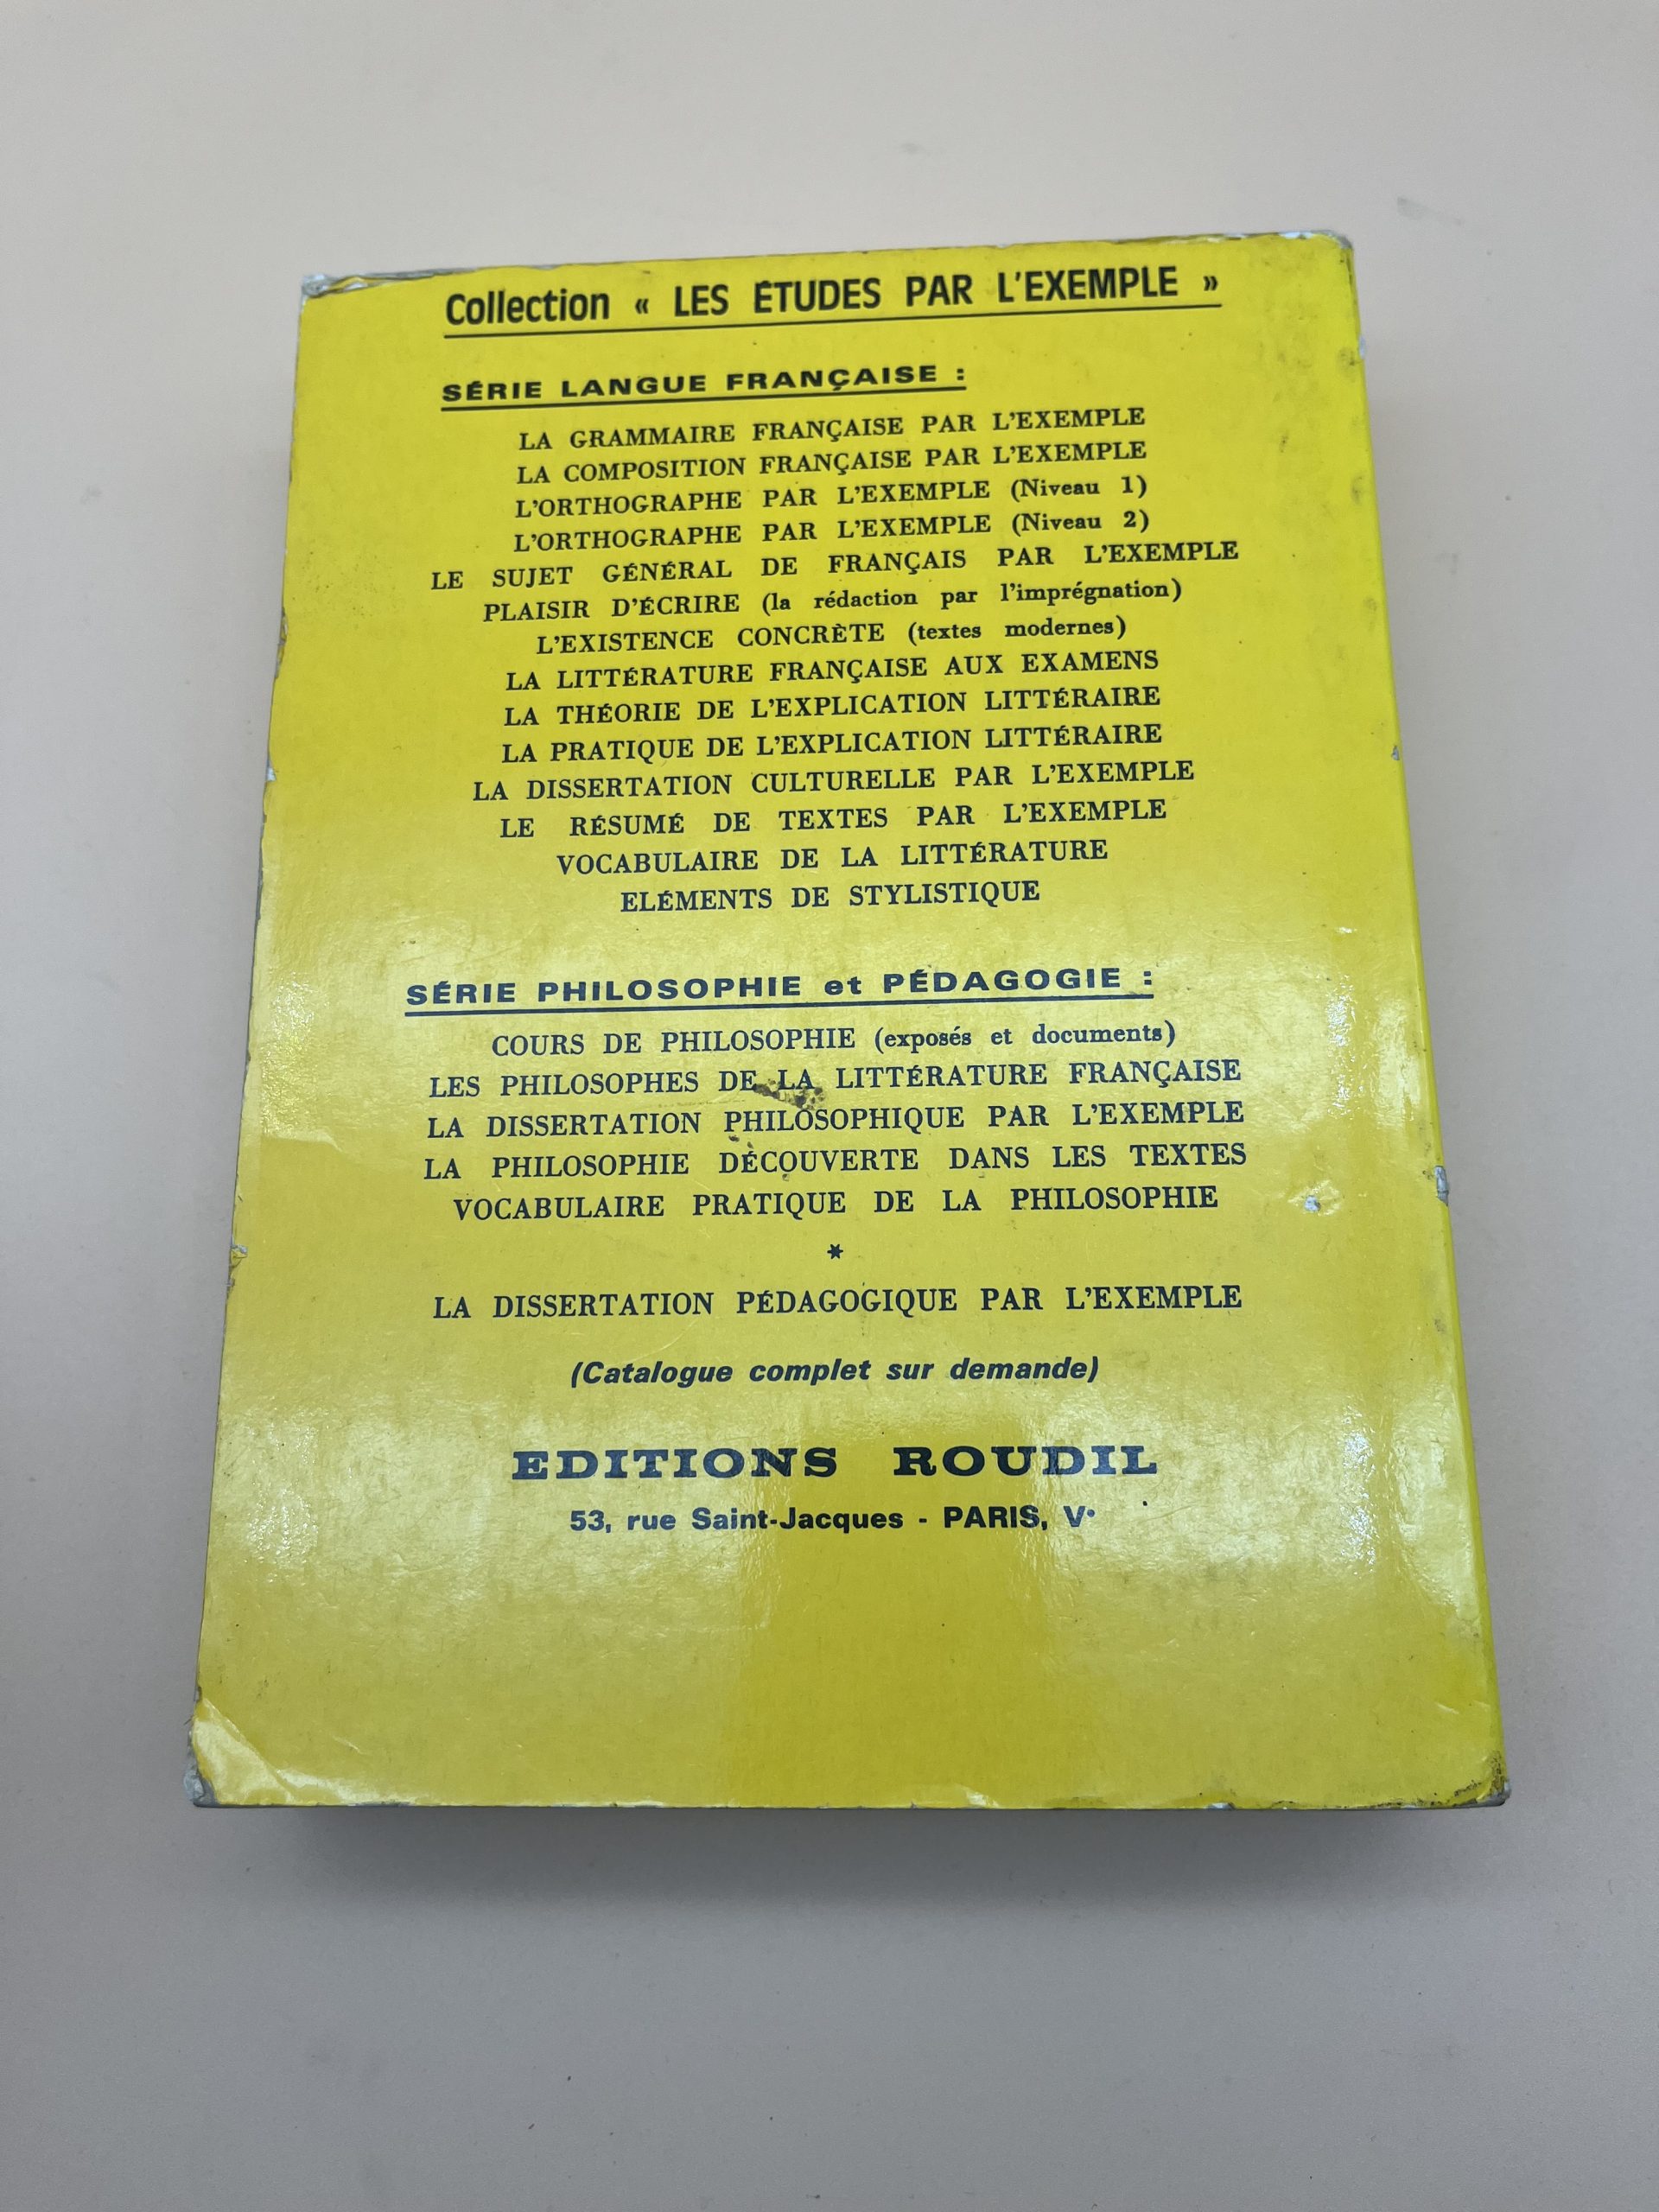 Collection « LES ÉTUDES PAR L'EXEMPLE »
SÉRIE LANGUE FRANÇAISE :
LA GRAMMAIRE FRANÇAISE PAR L'EXEMPLE
LA COMPOSITION FRANÇAISE PAR L'EXEMPLE
L'ORTHOGRAPHE PAR L'EXEMPLE (Niveau 1)
L'ORTHOGRAPHE PAR L'EXEMPLE (Niveau 2)
LE SUJET GÉNÉRAL DE FRANÇAIS PAR L'EXEMPLE
PLAISIR D'ÉCRIRE (la rédaction par l'imprégnation)
L'EXISTENCE CONCRÈTE (textes modernes)
LA LITTÉRATURE FRANÇAISE AUX EXAMENS
LA THÉORIE DE L'EXPLICATION LITTÉRAIRE
LA PRATIQUE DE L'EXPLICATION LITTÉRAIRE
LA DISSERTATION CULTURELLE PAR L'EXEMPLE
LE RÉSUMÉ DE TEXTES PAR L'EXEMPLE
VOCABULAIRE DE LA LITTÉRATURE
ELÉMENTS DE STYLISTIQUE
SÉRIE PHILOSOPHIE et PÉDAGOGIE :
COURS DE PHILOSOPHIE (exposés et documents)
LES PHILOSOPHES DE LA LITTÉRATURE FRANÇAISE
LA DISSERTATION PHILOSOPHIQUE PAR L'EXEMPLE
LA PHILOSOPHIE DÉCOUVERTE DANS LES TEXTES
VOCABULAIRE PRATIQUE DE LA PHILOSOPHIE
*
LA DISSERTATION PÉDAGOGIQUE PAR L'EXEMPLE
(Catalogue complet sur demande)
EDITIONS ROUDIL
53, rue Saint-Jacques - PARIS, Vᵉ